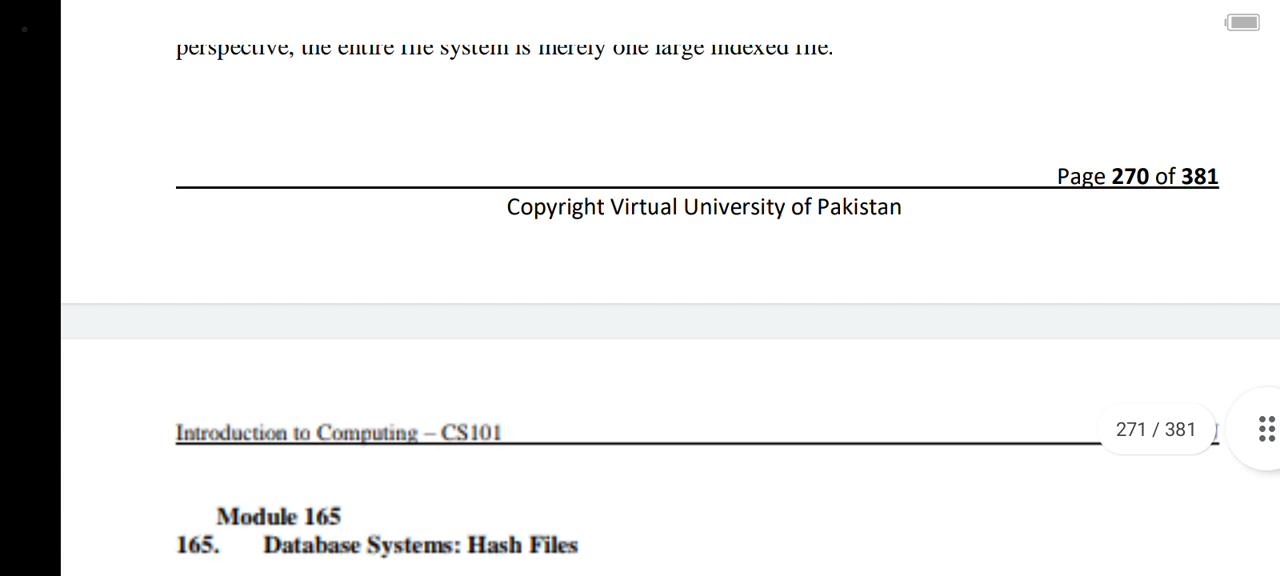 perspective, the entire file system is merely one large indexed file.
Page 270 of 381
Copyright Virtual University of Pakistan
Introduction to Computing – CS101
271 / 381
Module 165
165. Database Systems: Hash Files